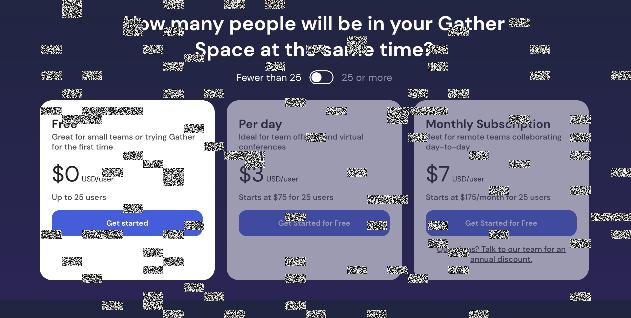 How many people will be in your Gather
Space at the same time?
Fewer than 25 25 or more
Free
Great for small teams or trying Gather
for the first time
$0 USD/user
Up to 25 users
Get started
Per day
Ideal for team offsites and virtual
conferences
$3
Starts at $75 for 25 users
Get Started for Free
Monthly Subscription
Best for remote teams collaborating
day-to-day
$7 USD/user
Starts at $175/month for 25 users
Get Started for Free
Talk to our team for an
annual discount.